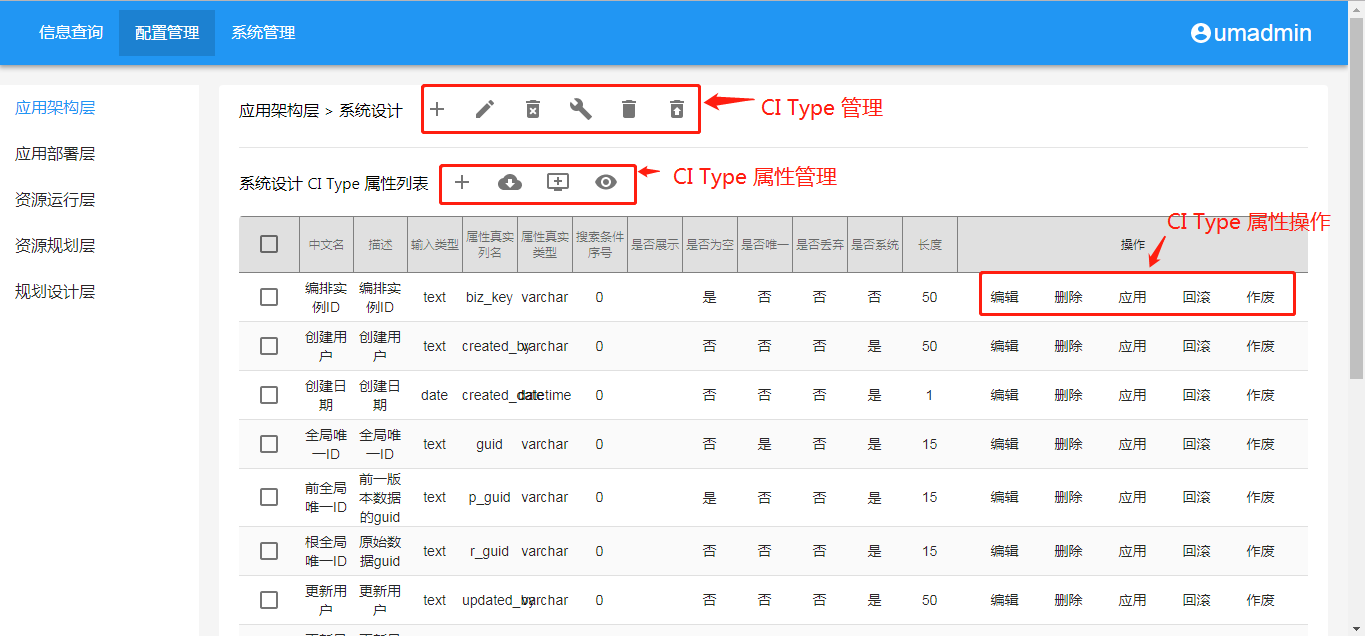 信息查询 配置管理 系统管理 umadmin
应用架构层
应用部署层
资源运行层
资源规划层
规划设计层
应用架构层 > 系统设计
CI Type 管理
系统设计 CI Type 属性列表
CI Type 属性管理
CI Type 属性操作
中文名 描述 输入类型 属性真实列名 属性真实类型 搜素条件序号 是否展示 是否为空 是否唯一 是否丢弃 是否系统 长度 操作
编排实例ID 编排实例ID text biz_key varchar 0 是 否 否 否 50 编辑 删除 应用 回滚 作废
创建用户 创建用户 text created_by varchar 0 否 否 否 是 50 编辑 删除 应用 回滚 作废
创建日期 创建日期 date created_date datetime 0 否 否 否 是 1 编辑 删除 应用 回滚 作废
全局唯一ID 全局唯一ID text guid varchar 0 否 是 否 是 15 编辑 删除 应用 回滚 作废
前全局唯一ID 前一版本数据的guid text p_guid varchar 0 是 否 否 是 15 编辑 删除 应用 回滚 作废
根全局唯一ID 原始数据guid text r_guid varchar 0 否 否 否 是 15 编辑 删除 应用 回滚 作废
更新用户 更新用户 text updated_by varchar 0 否 否 否 是 50 编辑 删除 应用 回滚 作废